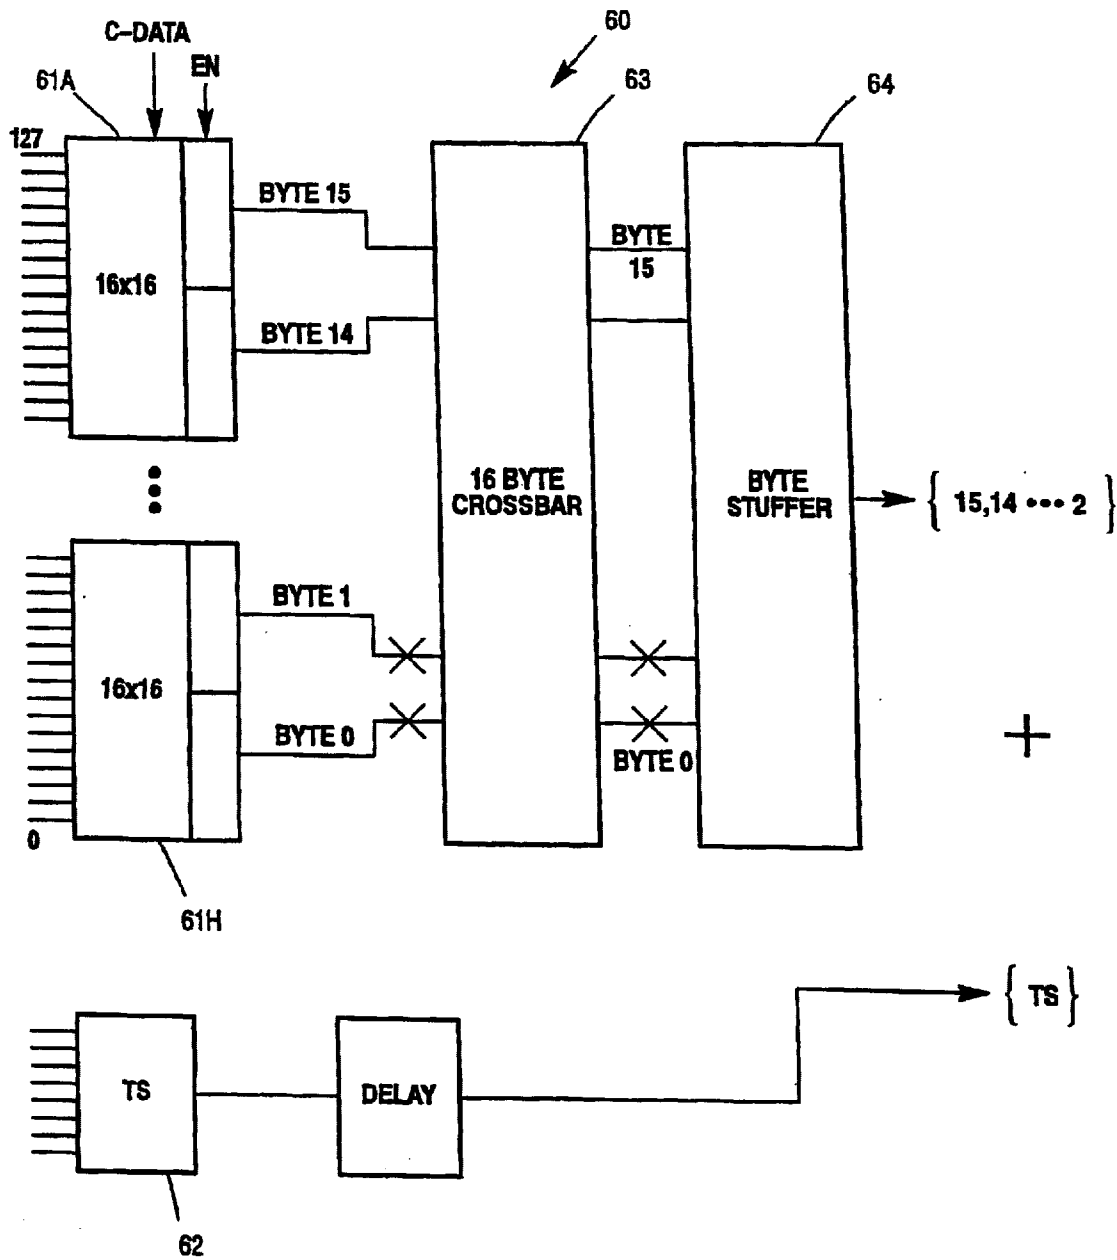 60
C-DATA
EN
61A
63
64
127
BYTE 15
BYTE
15
16x16
BYTE 14
16 BYTE
CROSSBAR
BYTE
STUFFER
{ 15,14 ••• 2 }
BYTE 1
16x16
BYTE 0
BYTE 0
+
0
61H
{ TS }
TS
DELAY
62